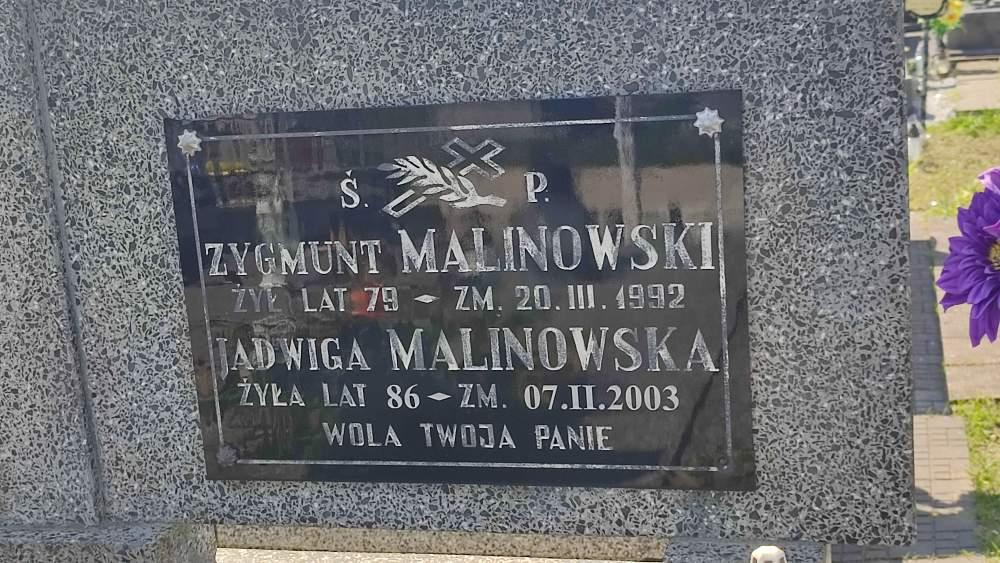 Ś. P.
ZYGMUNT MALINOWSKI
ŻYŁ LAT 79 - ZM. 20.III.1992
JADWIGA MALINOWSKA
ŻYŁA LAT 86 - ZM. 07.II.2003
WOLA TWOJA PANIE